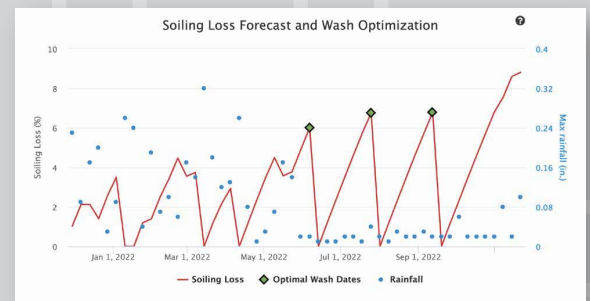 Soiling Loss Forecast and Wash Optimization
?
Soiling Loss (%)
10
8
6
4
2
0
0.4
0.32
0.24
0.16
0.08
0
Max rainfall (in.)
Jan 1, 2022 Mar 1, 2022 May 1, 2022 Jul 1, 2022 Sep 1, 2022
Soiling Loss Optimal Wash Dates Rainfall